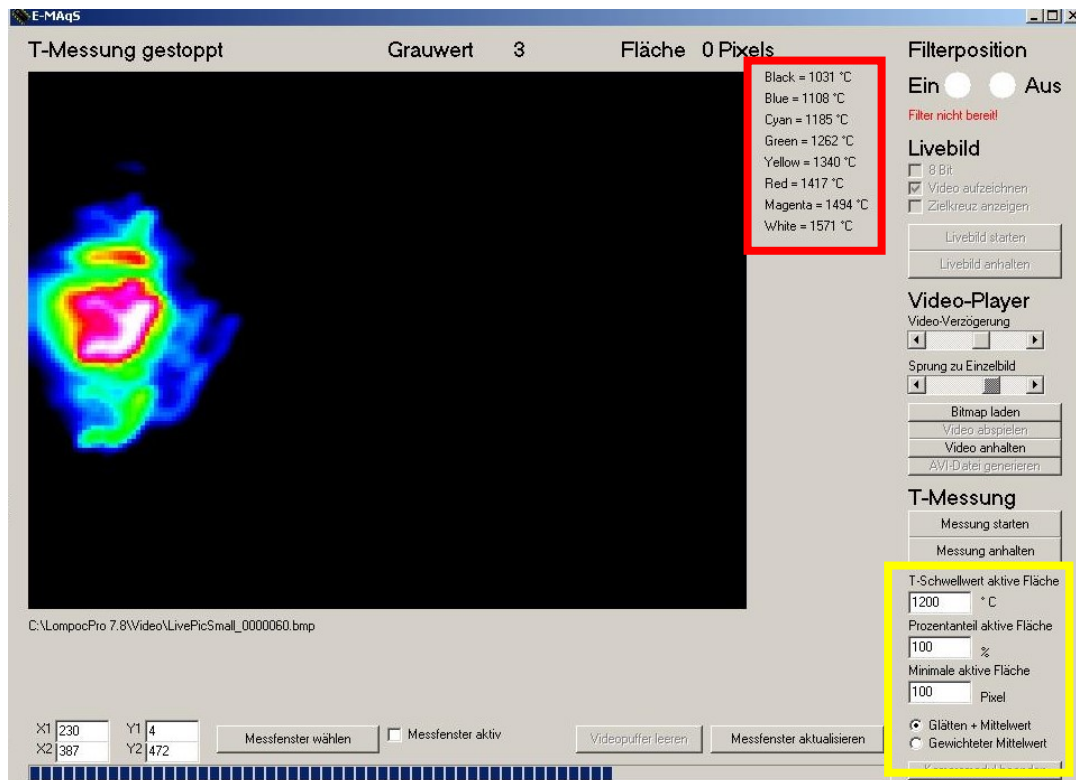 E-MAqS
T-Messung gestoppt
Grauwert 3
Fläche 0 Pixels
Black = 1031 °C
Blue = 1108 °C
Cyan = 1185 °C
Green = 1262 °C
Yellow = 1340 °C
Red = 1417 °C
Magenta = 1494 °C
White = 1571 °C
Filterposition
Ein Aus
Filter nicht bereit!
Livebild
8 Bit
Video aufzeichnen
Zielkreuz anzeigen
Livebild starten
Livebild anhalten
Video-Player
Video-Verzögerung
Sprung zu Einzelbild
Bitmap laden
Video abspielen
Video anhalten
AVI-Datei generieren
T-Messung
Messung starten
Messung anhalten
T-Schwellwert aktive Fläche
1200 °C
Prozentanteil aktive Fläche
100 %
Minimale aktive Fläche
100 Pixel
Glätten + Mittelwert
Gewichteter Mittelwert
C:\LompocPro 7.8\Video\LivePicSmall_0000060.bmp
X1 230 Y1 4
X2 387 Y2 472
Messfenster wählen
Messfenster aktiv
Videopuffer leeren
Messfenster aktualisieren